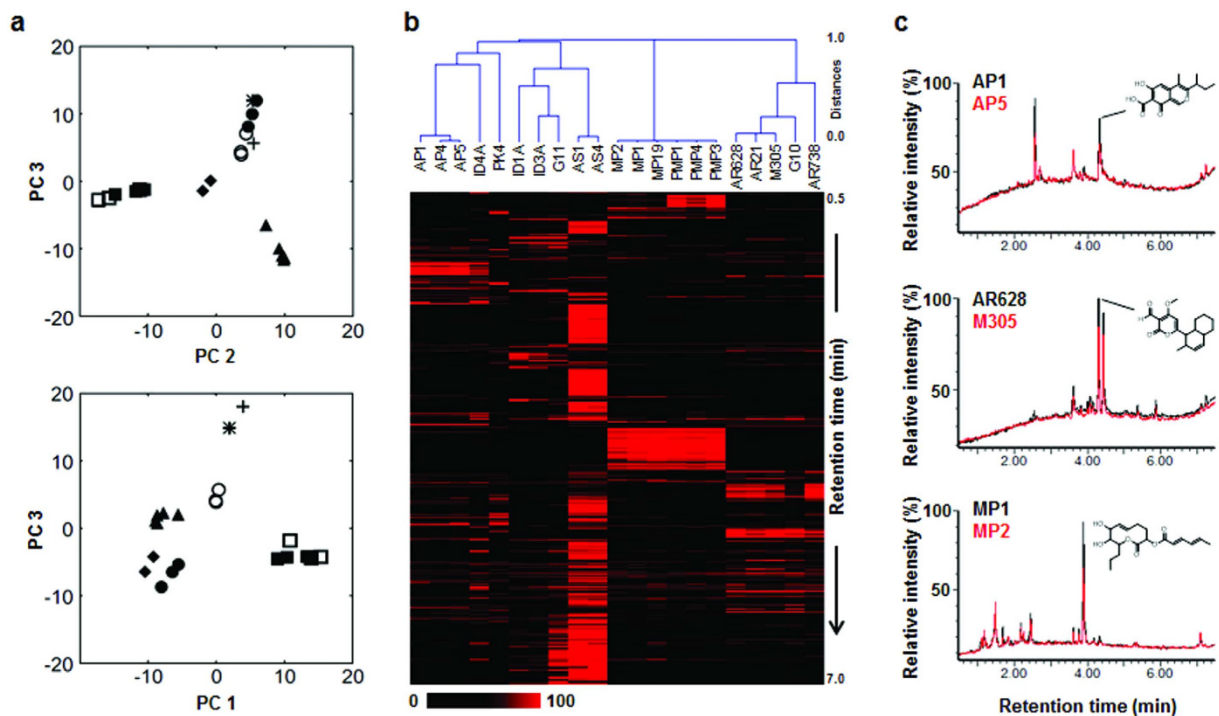 a
20
10
0
-10
-20
PC 3
-10 0 10 20
PC 2
20
10
0
-10
-20
PC 3
-20 -10 0 10 20
PC 1
b
1.0
Distances
0.0
AP1 AP4 AP5 ID4A PK4 ID1A ID3A G11 AS1 AS4 MP2 MP1 MP19 PMP1 PMP4 PMP3 AR628 AR21 M305 G10 AR738
0.5
Retention time (min)
7.0
0 100
c
AP1
AP5
100
50
Relative intensity (%)
2.00 4.00 6.00
HO
HO
O
O
O
AR628
M305
100
50
Relative intensity (%)
2.00 4.00 6.00
O
O
H
O
O
MP1
MP2
100
50
Relative intensity (%)
2.00 4.00 6.00
HO
HO
O
O
O
O
Retention time (min)